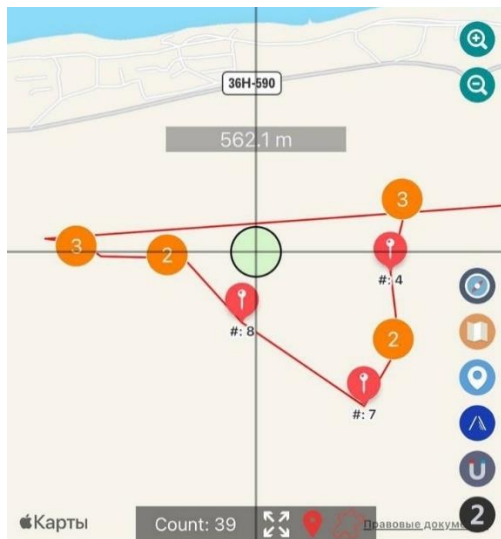 36Н-590
562.1 m
3
3
2
#: 4
#: 8
2
#: 7
Карты
Count: 39
Правовые докуме
2